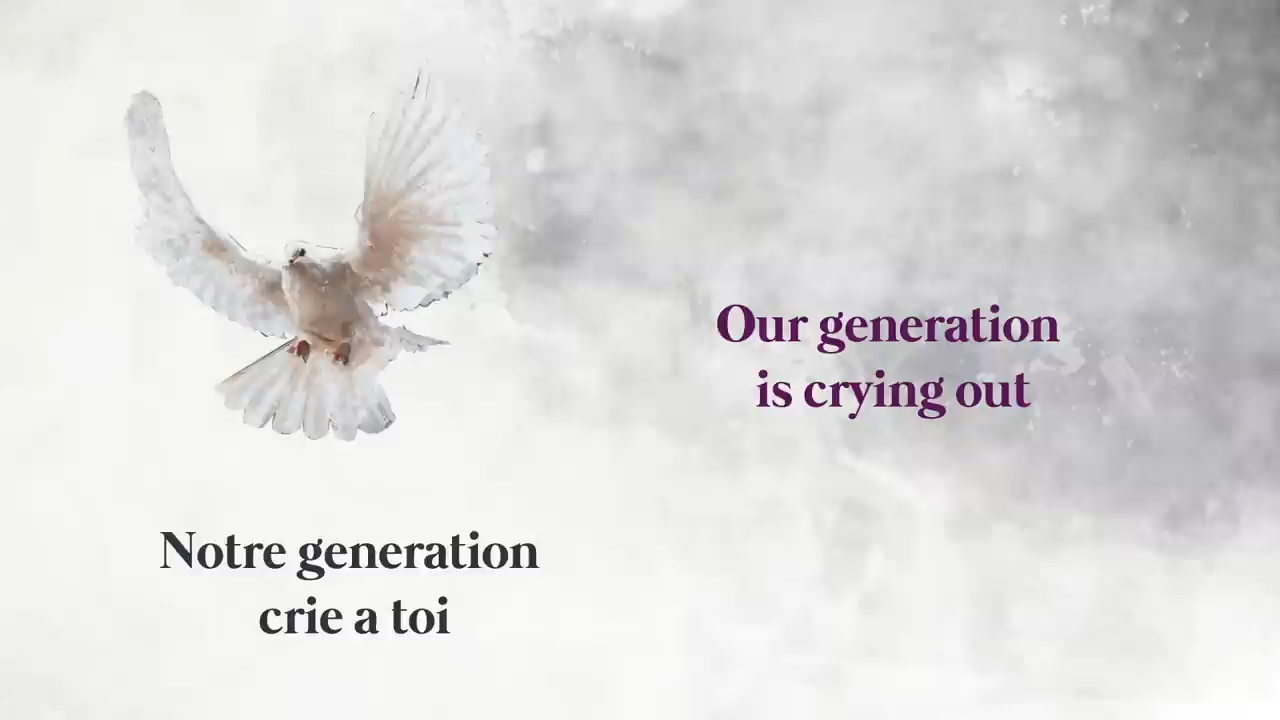 Our generation
is crying out
Notre generation
crie a toi